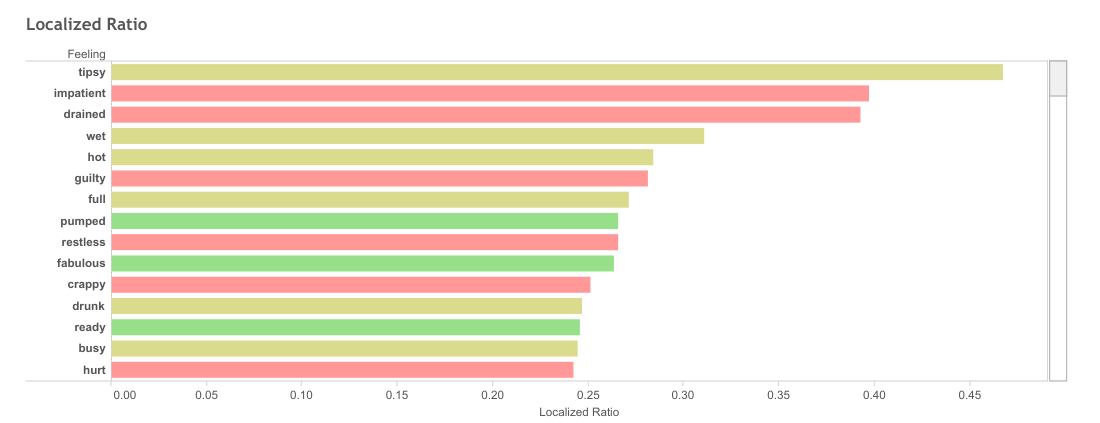 Localized Ratio
Feeling
tipsy
impatient
drained
wet
hot
guilty
full
pumped
restless
fabulous
crappy
drunk
ready
busy
hurt
0.00 0.05 0.10 0.15 0.20 0.25 0.30 0.35 0.40 0.45
Localized Ratio